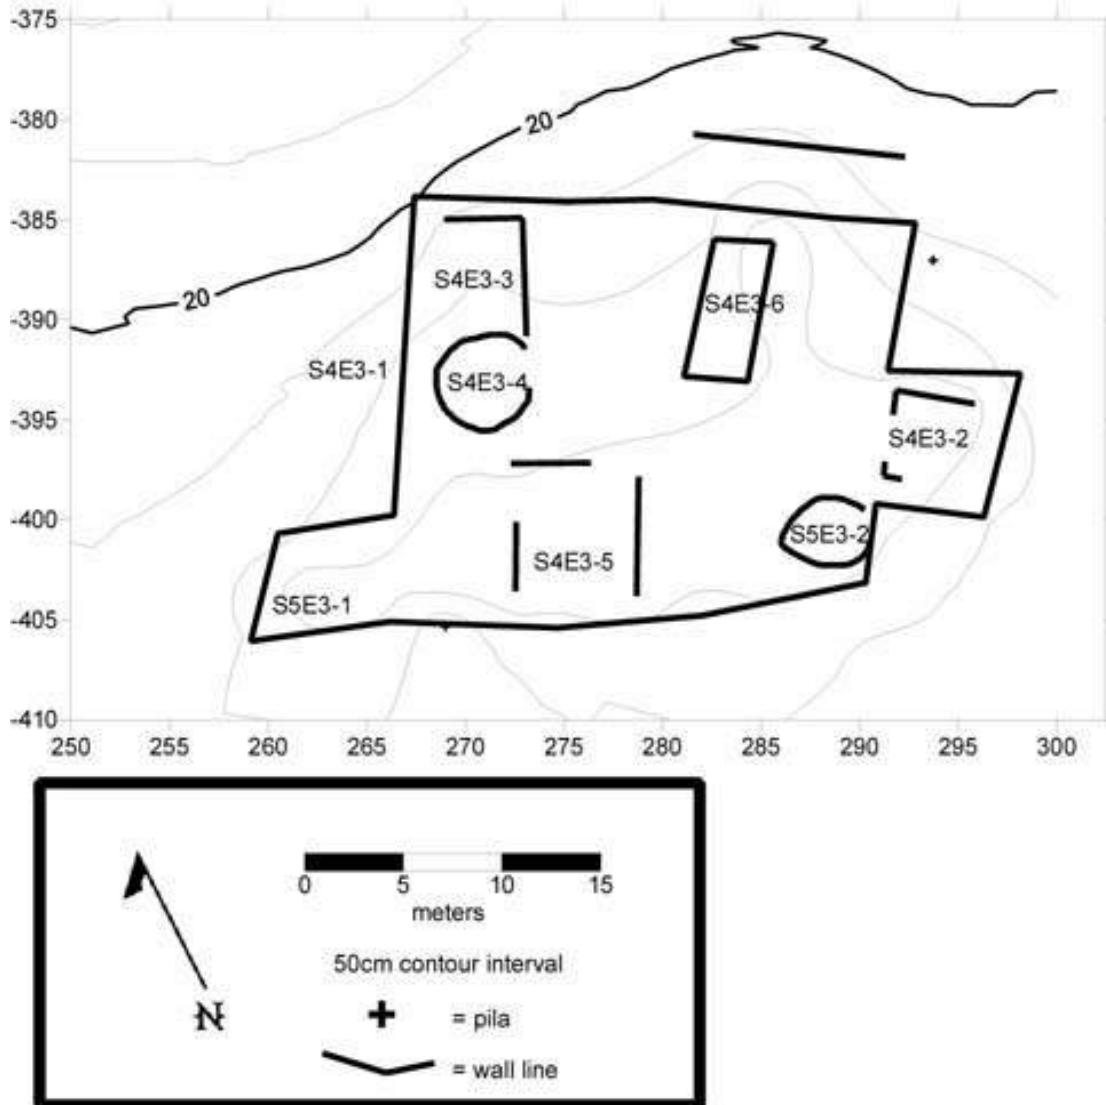 -375
-380
-385
-390
-395
-400
-405
-410
250 255 260 265 270 275 280 285 290 295 300
20
20
S4E3-3
S4E3-6
S4E3-1
S4E3-4
S4E3-2
S5E3-2
S4E3-5
S5E3-1
0 5 10 15
meters
50cm contour interval
= pila
N
= wall line